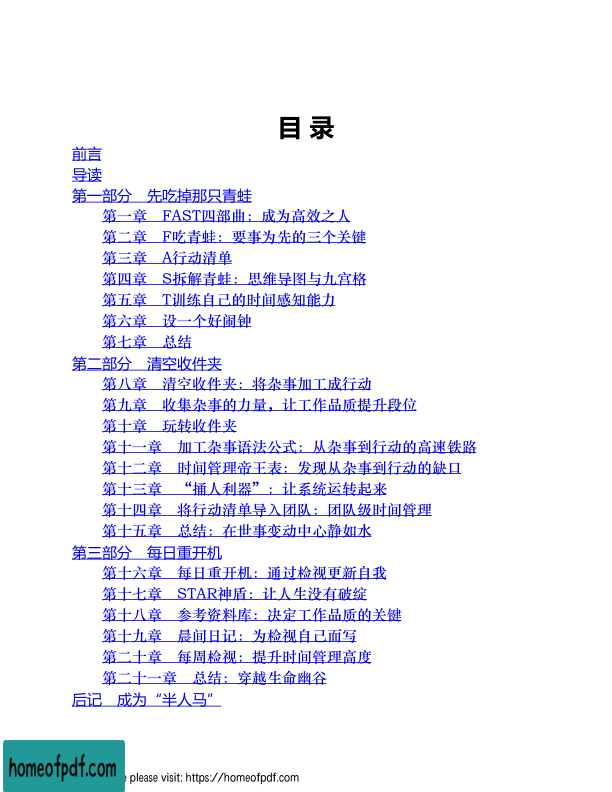 目 录
前言
导读
第一部分　先吃掉那只青蛙
第一章　FAST四部曲：成为高效之人
第二章　F吃青蛙：要事为先的三个关键
第三章　A行动清单
第四章　S拆解青蛙：思维导图与九宫格
第五章　T训练自己的时间感知能力
第六章　设一个好闹钟
第七章　总结
第二部分　清空收件夹
第八章　清空收件夹：将杂事加工成行动
第九章　收集杂事的力量，让工作品质提升段位
第十章　玩转收件夹
第十一章　加工杂事语法公式：从杂事到行动的高速铁路
第十二章　时间管理帝王表：发现从杂事到行动的缺口
第十三章　“捅人利器”：让系统运转起来
第十四章　将行动清单导入团队：团队级时间管理
第十五章　总结：在世事变动中心静如水
第三部分　每日重开机
第十六章　每日重开机：通过检视更新自我
第十七章　STAR神盾：让人生没有破绽
第十八章　参考资料库：决定工作品质的关键
第十九章　晨间日记：为检视自己而写
第二十章　每周检视：提升时间管理高度
第二十一章　总结：穿越生命幽谷
后记　成为“半人马”
homeofpdf.com
e please visit: https://homeofpdf.com